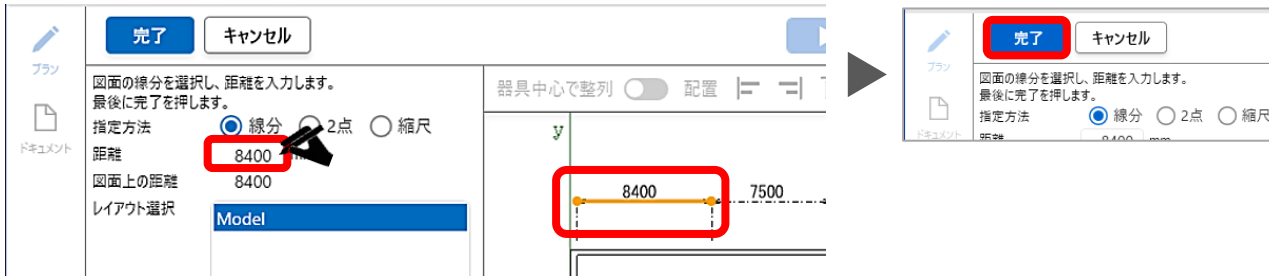 完了 キャンセル
プラン
ドキュメント
図面の線分を選択し、距離を入力します。
最後に完了を押します。
指定方法 線分 2点 縮尺
距離 8400
図面上の距離 8400
レイアウト選択 Model
器具中心で整列 配置
y
8400 7500
完了 キャンセル
プラン
ドキュメント
図面の線分を選択し、距離を入力します。
最後に完了を押します。
指定方法 線分 2点 縮尺
距離 8400 mm